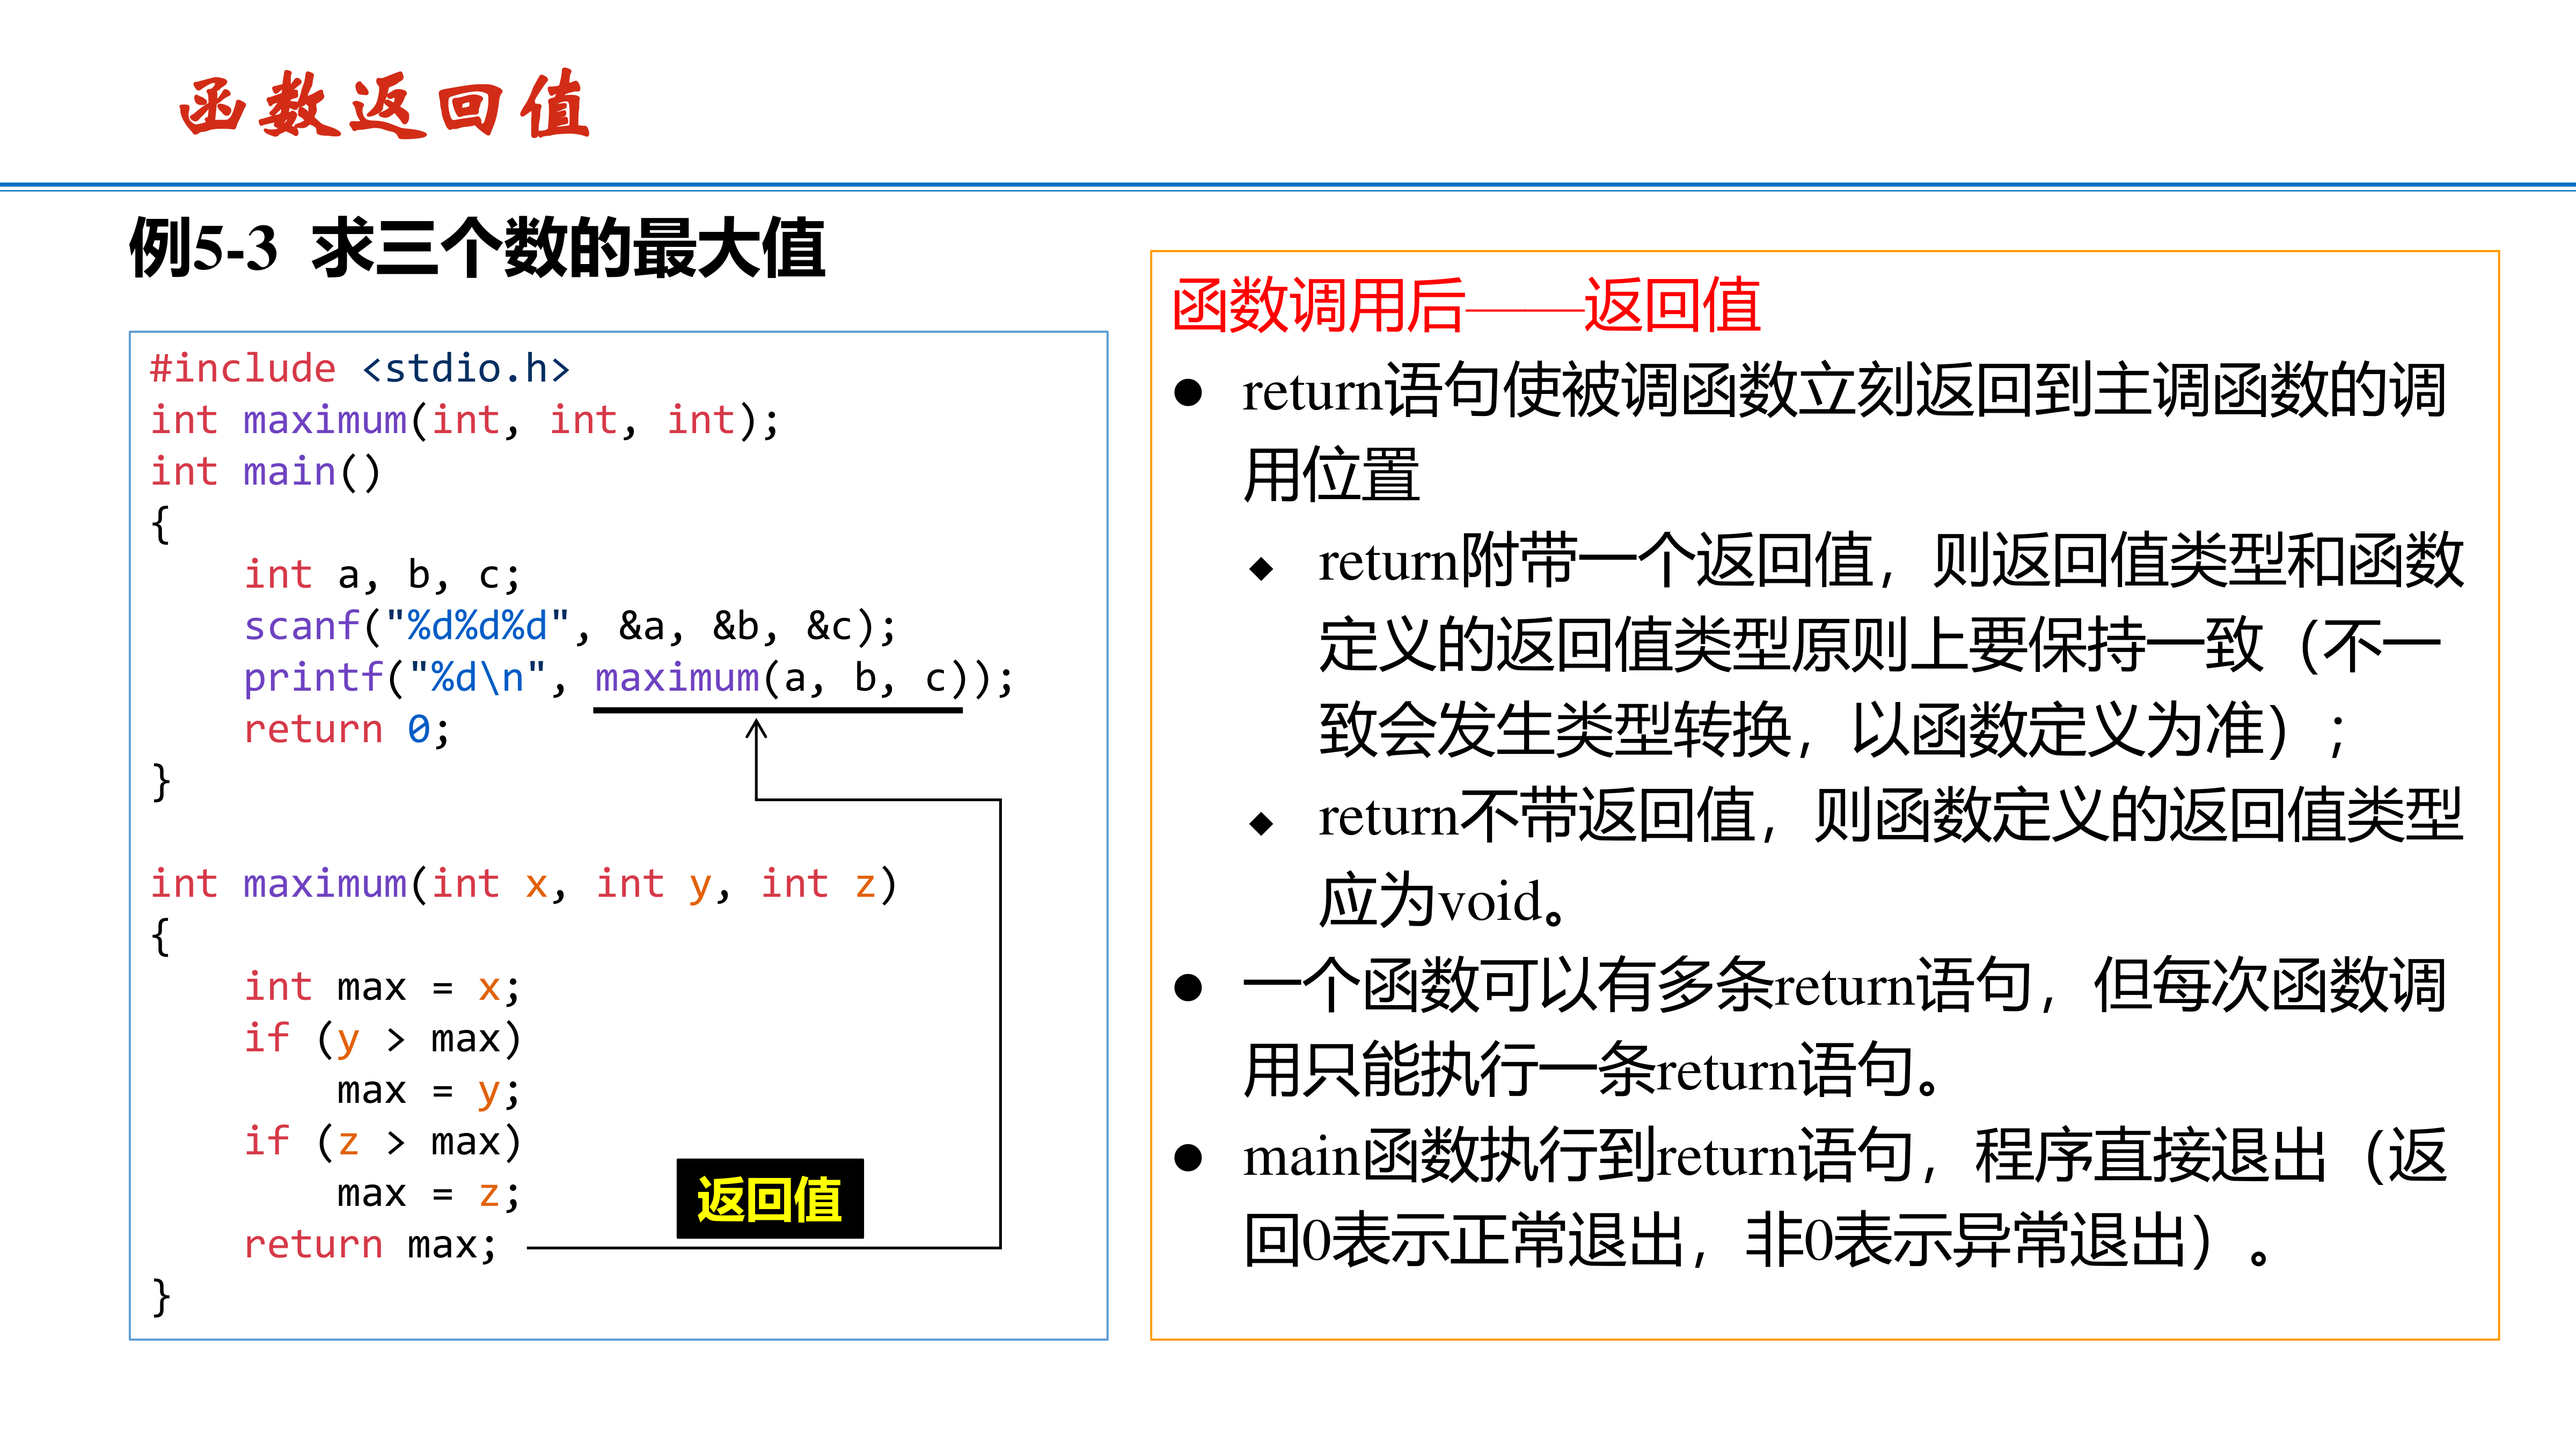 函数返回值
例5-3 求三个数的最大值
#include <stdio.h>
int maximum(int, int, int);
int main()
{
    int a, b, c;
    scanf("%d%d%d", &a, &b, &c);
    printf("%d\n", maximum(a, b, c));
    return 0;
}
int maximum(int x, int y, int z)
{
    int max = x;
    if (y > max)
        max = y;
    if (z > max)
        max = z;
    return max;
}
返回值
函数调用后——返回值
● return语句使被调函数立刻返回到主调函数的调
用位置
◆ return附带一个返回值，则返回值类型和函数
定义的返回值类型原则上要保持一致（不一
致会发生类型转换，以函数定义为准）；
◆ return不带返回值，则函数定义的返回值类型
应为void。
● 一个函数可以有多条return语句，但每次函数调
用只能执行一条return语句。
● main函数执行到return语句，程序直接退出（返
回0表示正常退出，非0表示异常退出）。